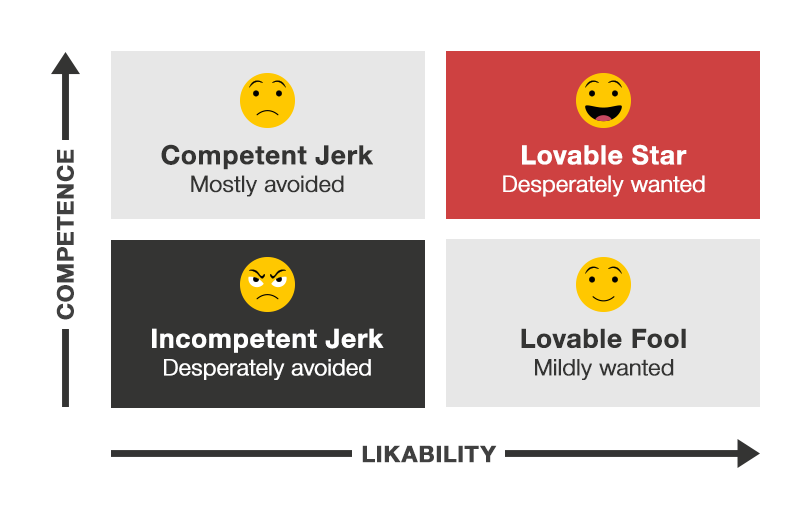 COMPETENCE
Competent Jerk
Mostly avoided
Lovable Star
Desperately wanted
Incompetent Jerk
Desperately avoided
Lovable Fool
Mildly wanted
LIKABILITY